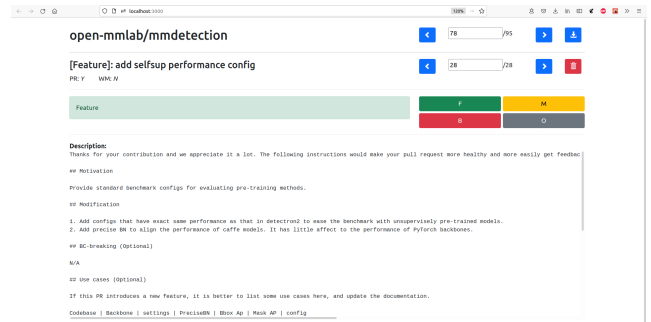 localhost:3000
120%
open-mmlab/mmdetection
78
/95
[Feature]: add selfsup performance config
28
/28
PR: Y WM: N
Feature
F
M
B
O
Description:
Thanks for your contribution and we appreciate it a lot. The following instructions would make your pull request more healthy and more easily get feedbac
## Motivation
Provide standard benchmark configs for evaluating pre-training methods.
## Modification
1. Add configs that have exact same performance as that in detectron2 to ease the benchmark with unsupervisely pre-trained models.
2. Add precise BN to align the performance of caffe models. It has little affect to the performance of PyTorch backbones.
## BC-breaking (Optional)
N/A
## Use cases (Optional)
If this PR introduces a new feature, it is better to list some use cases here, and update the documentation.
Codebase | Backbone | settings | PreciseBN | Bbox Ap | Mask AP | config